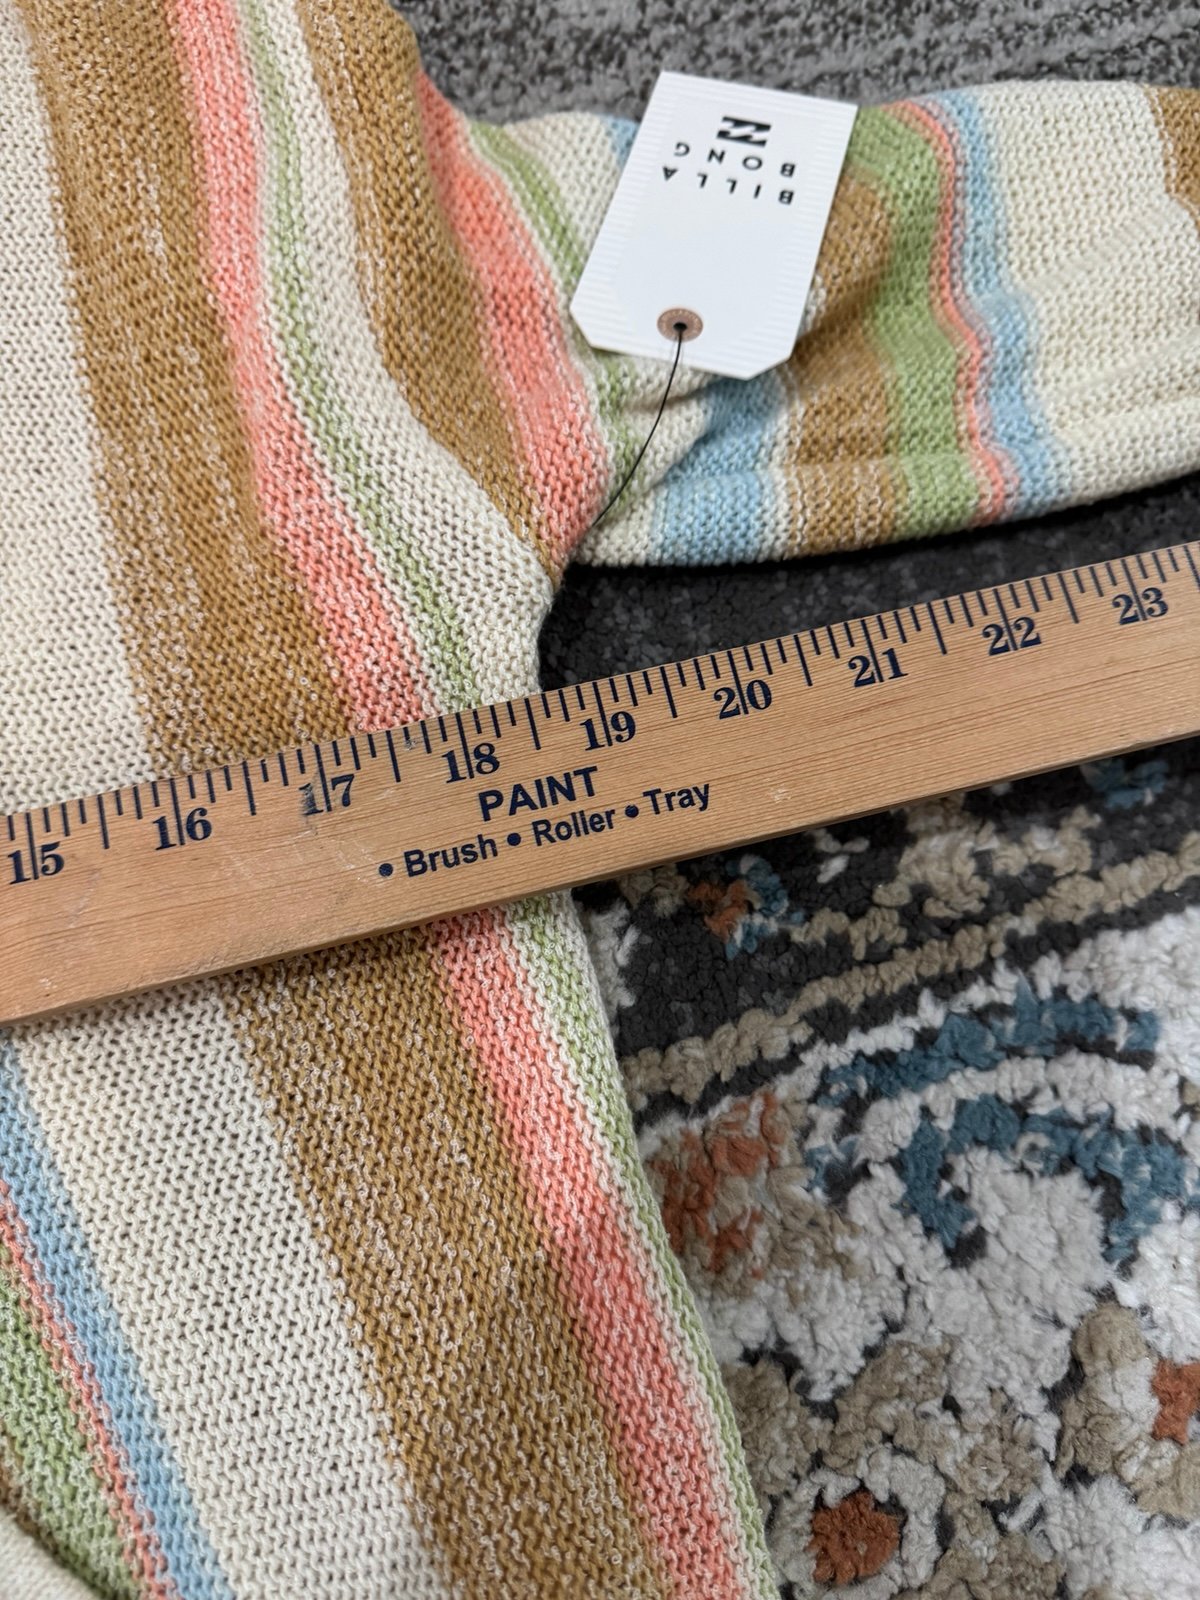 BILLA
BONG
15 16 17 18 19 20 21 22 23
PAINT
• Brush • Roller • Tray